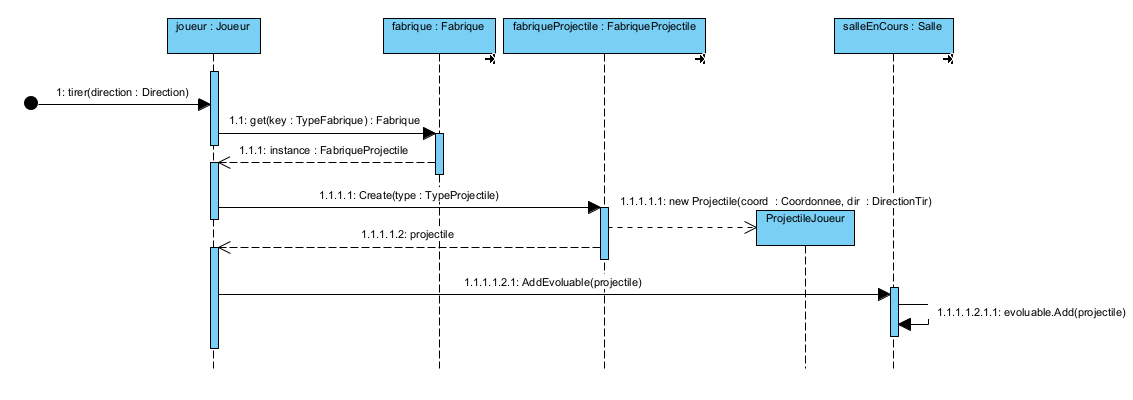 joueur : Joueur
fabrique : Fabrique
fabriqueProjectile : FabriqueProjectile
salleEnCours : Salle
1: tirer(direction : Direction)
1.1: get(key : TypeFabrique) : Fabrique
1.1.1: instance : FabriqueProjectile
1.1.1.1: Create(type : TypeProjectile)
1.1.1.1.1: new Projectile(coord : Coordonnee, dir : DirectionTir)
ProjectileJoueur
1.1.1.1.2: projectile
1.1.1.1.2.1: AddEvoluable(projectile)
1.1.1.1.2.1.1: evoluable.Add(projectile)